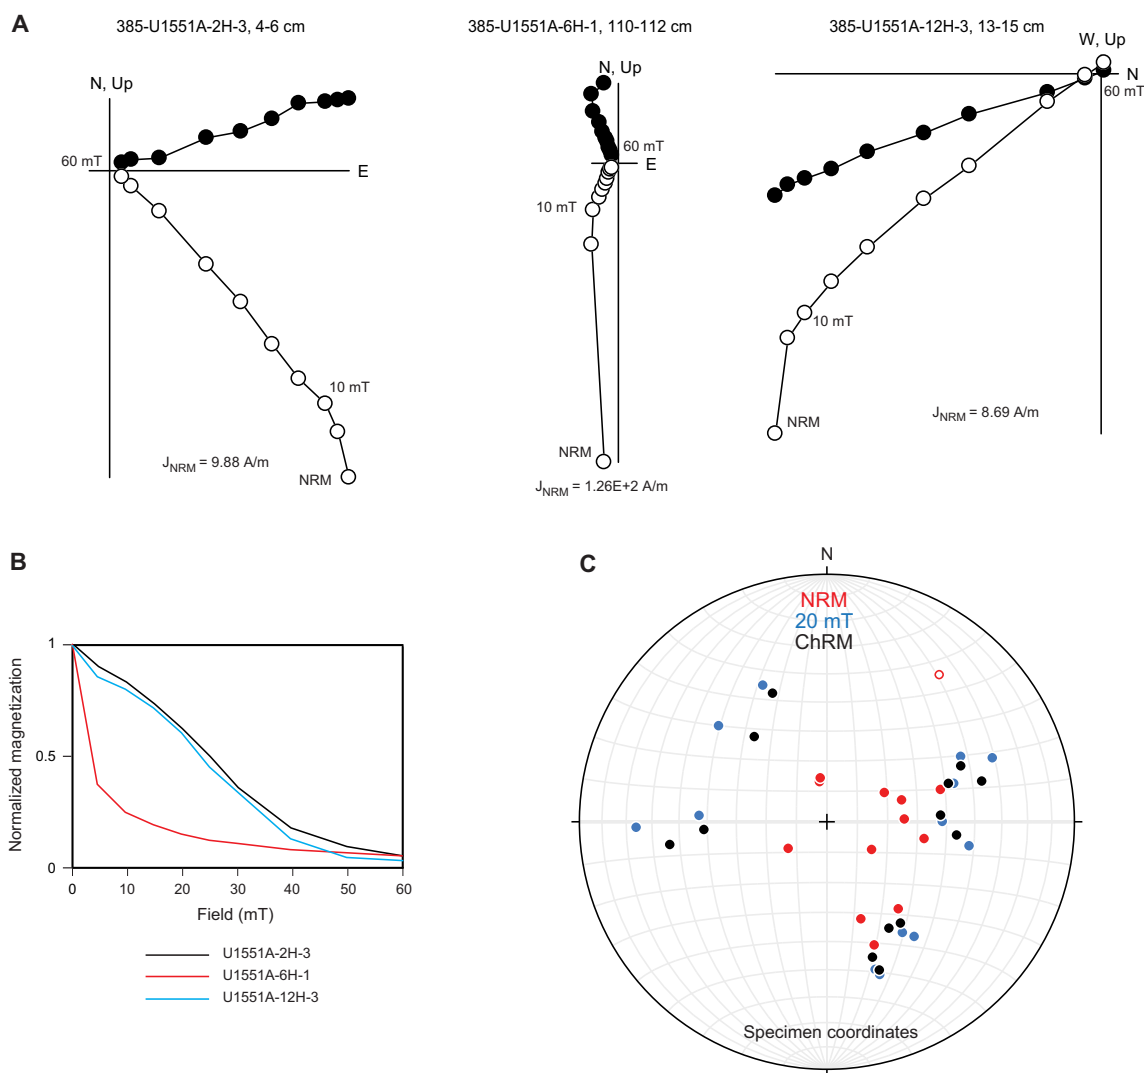 A
385-U1551A-2H-3, 4-6 cm
385-U1551A-6H-1, 110-112 cm
385-U1551A-12H-3, 13-15 cm
N, Up
60 mT
E
10 mT
NRM
JNRM = 9.88 A/m
N, Up
60 mT
E
10 mT
NRM
JNRM = 1.26E+2 A/m
W, Up
N
60 mT
10 mT
NRM
JNRM = 8.69 A/m
B
Normalized magnetization
1
0.5
0
0 10 20 30 40 50 60
Field (mT)
U1551A-2H-3
U1551A-6H-1
U1551A-12H-3
C
N
NRM
20 mT
ChRM
Specimen coordinates